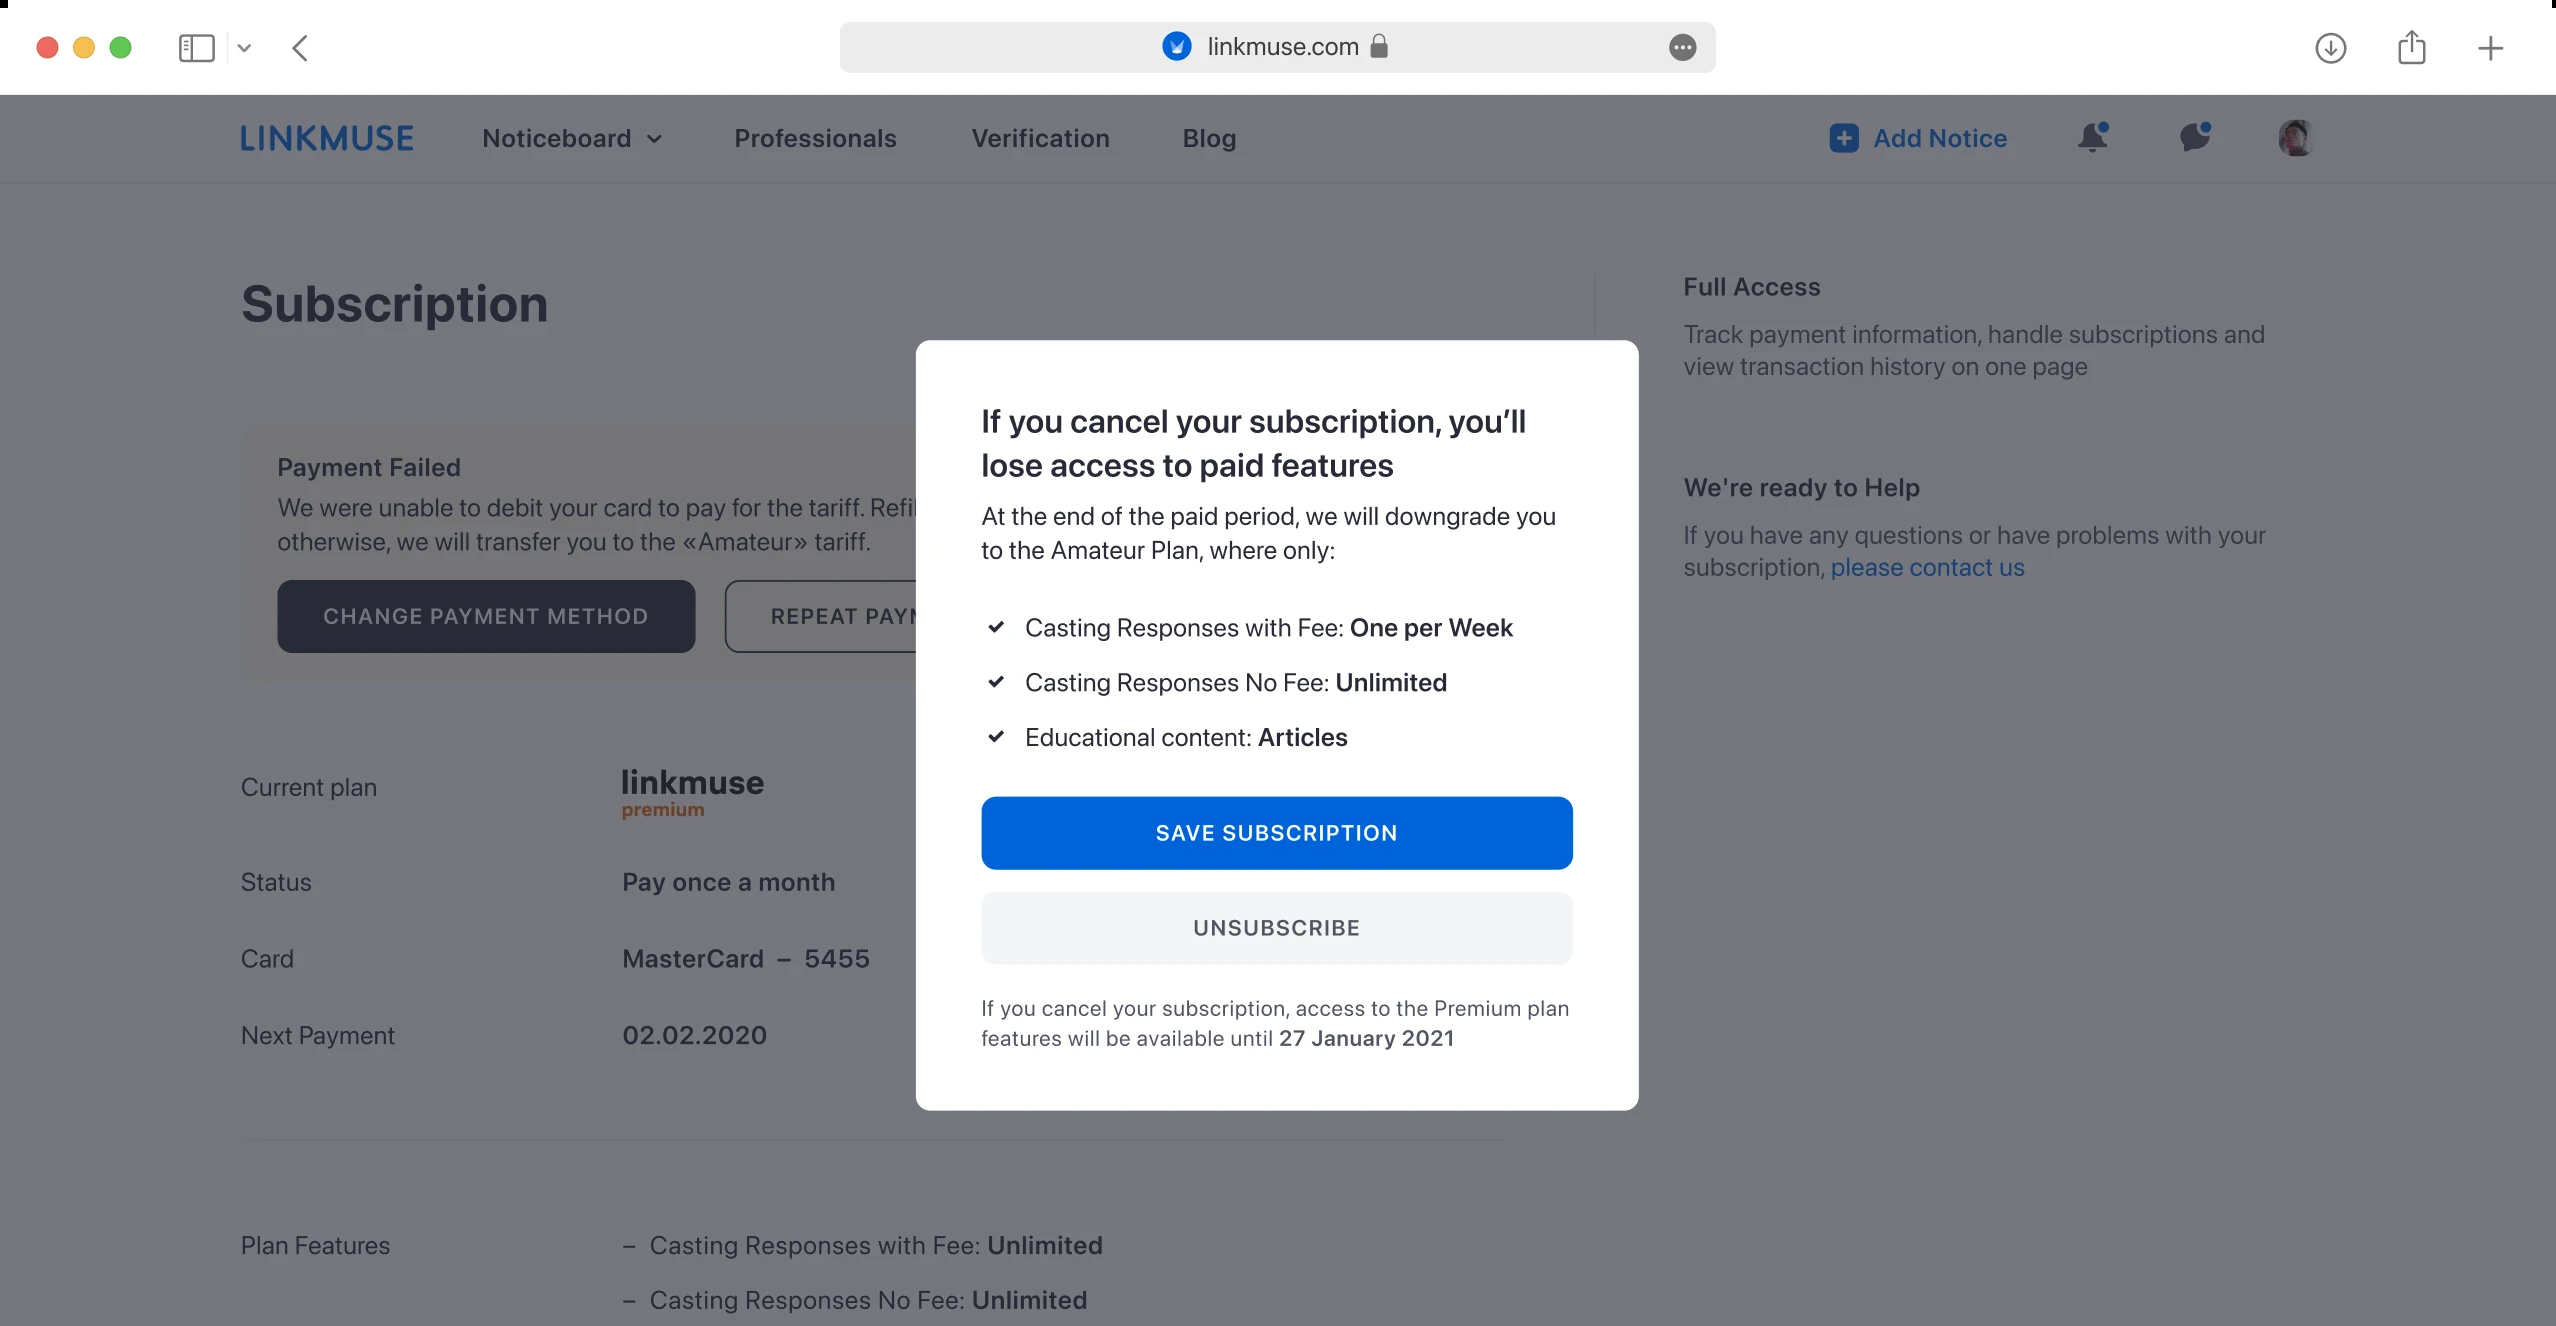 linkmuse.com
LINKMUSE
Noticeboard
Professionals
Verification
Blog
Add Notice
Subscription
Payment Failed
We were unable to debit your card to pay for the tariff.
otherwise, we will transfer you to the «Amateur» tariff.
CHANGE PAYMENT METHOD
REPEAT
Current plan
linkmuse
premium
Status
Pay once a month
Card
MasterCard – 5455
Next Payment
02.02.2020
Plan Features
– Casting Responses with Fee: Unlimited
– Casting Responses No Fee: Unlimited
If you cancel your subscription, you’ll
lose access to paid features
At the end of the paid period, we will downgrade you
to the Amateur Plan, where only:
Casting Responses with Fee: One per Week
Casting Responses No Fee: Unlimited
Educational content: Articles
SAVE SUBSCRIPTION
UNSUBSCRIBE
If you cancel your subscription, access to the Premium plan
features will be available until 27 January 2021
Full Access
Track payment information, handle subscriptions and
view transaction history on one page
We're ready to Help
If you have any questions or have problems with your
subscription, please contact us